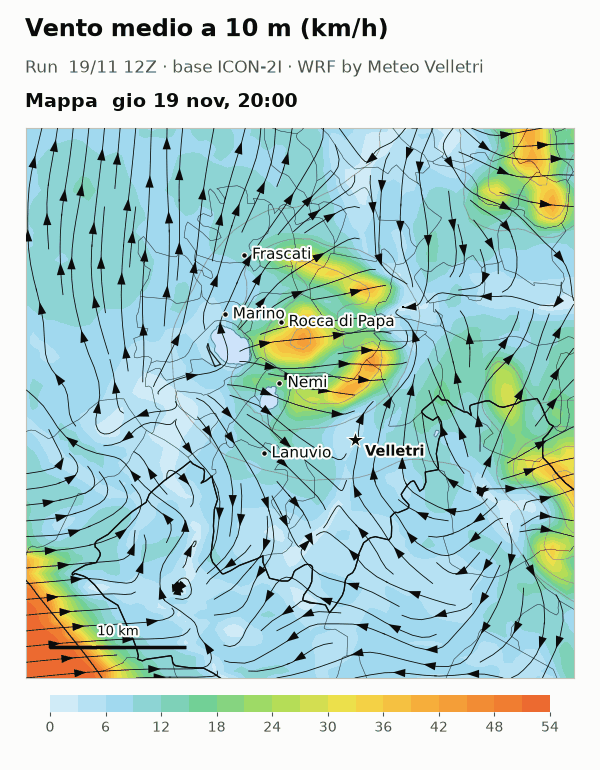 Vento medio a 10 m (km/h)
Run 19/11 12Z · base ICON-2I · WRF by Meteo Velletri
Mappa gio 19 nov, 20:00
Frascati
Marino
Rocca di Papa
Nemi
Velletri
Lanuvio
10 km
0 6 12 18 24 30 36 42 48 54